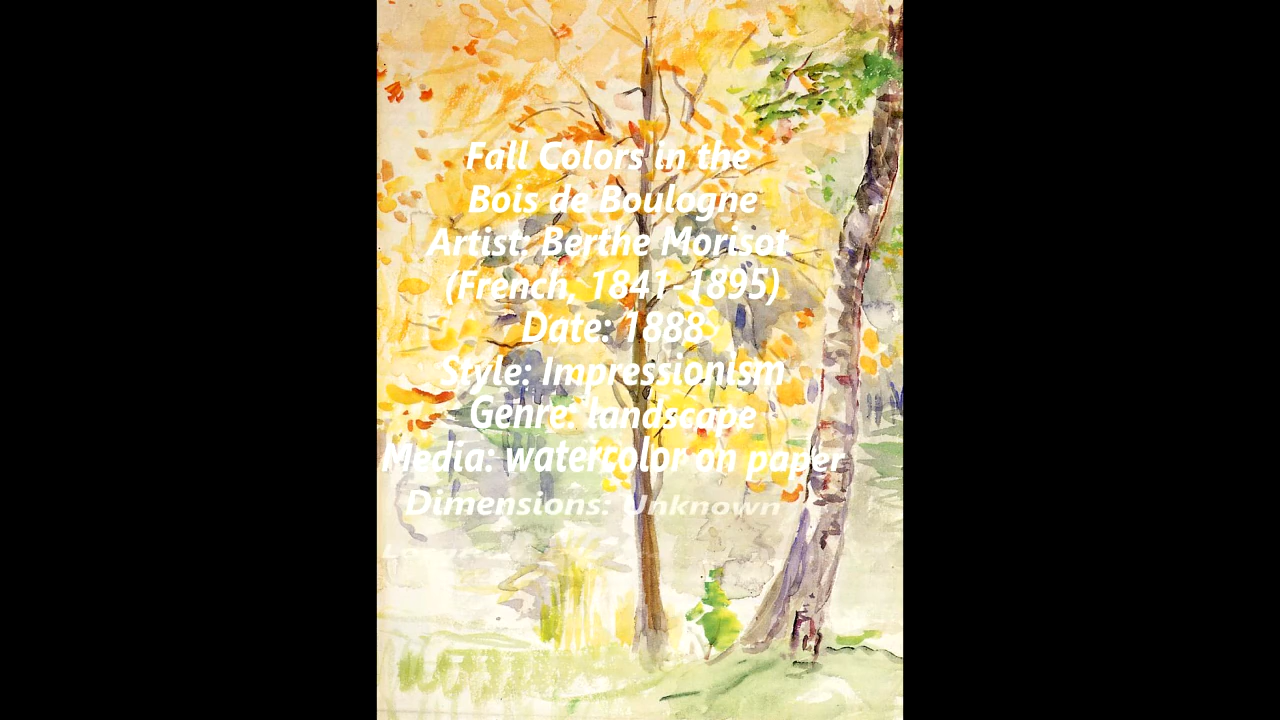 Fall Colors in the
Bois de Boulogne
Artist: Berthe Morisot
(French, 1841-1895)
Date: 1888
Style: Impressionism
Genre: landscape
Media: watercolor on paper
Dimensions: Unknown